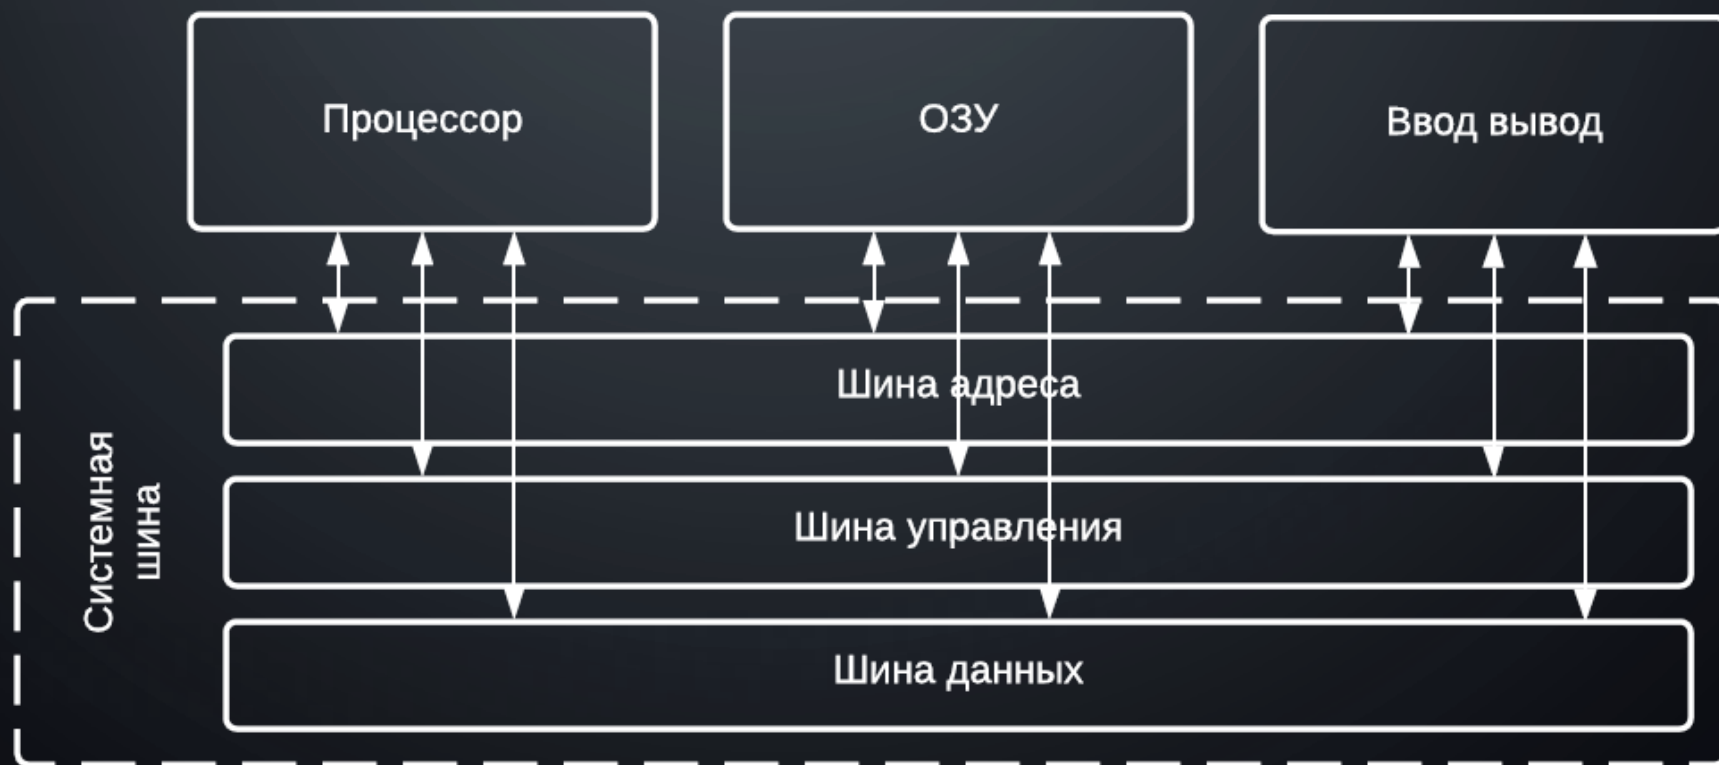 Процессор
ОЗУ
Ввод вывод
Системная
шина
Шина адреса
Шина управления
Шина данных